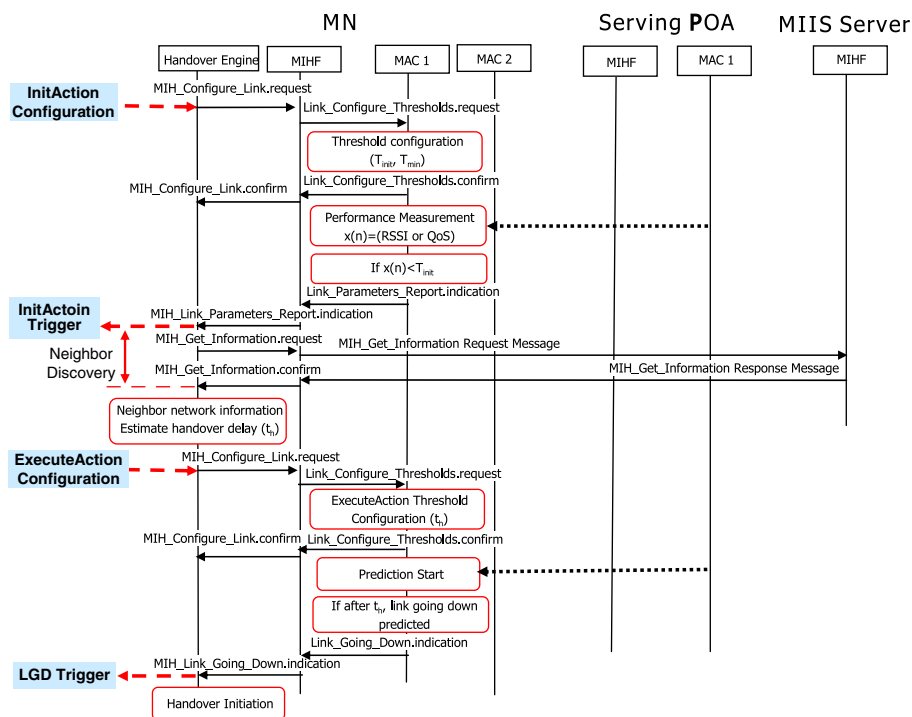 MN
Serving POA
MIIS Server
Handover Engine
MIHF
MAC 1
MAC 2
MIHF
MAC 1
MIHF
MIH_Configure_Link.request
InitAction
Configuration
Link_Configure_Thresholds.request
Threshold configuration
(Tinit, Tmin)
Link_Configure_Thresholds.confirm
MIH_Configure_Link.confirm
Performance Measurement
x(n)=(RSSI or QoS)
If x(n)<Tinit
Link_Parameters_Report.indication
InitActoin
Trigger
MIH_Link_Parameters_Report.indication
MIH_Get_Information.request
MIH_Get_Information Request Message
Neighbor
Discovery
MIH_Get_Information.confirm
MIH_Get_Information Response Message
Neighbor network information
Estimate handover delay (th)
ExecuteAction
Configuration
MIH_Configure_Link.request
Link_Configure_Thresholds.request
ExecuteAction Threshold
Configuration (th)
MIH_Configure_Link.confirm
Link_Configure_Thresholds.confirm
Prediction Start
If after th, link going down
predicted
Link_Going_Down.indication
LGD Trigger
MIH_Link_Going_Down.indication
Handover Initiation